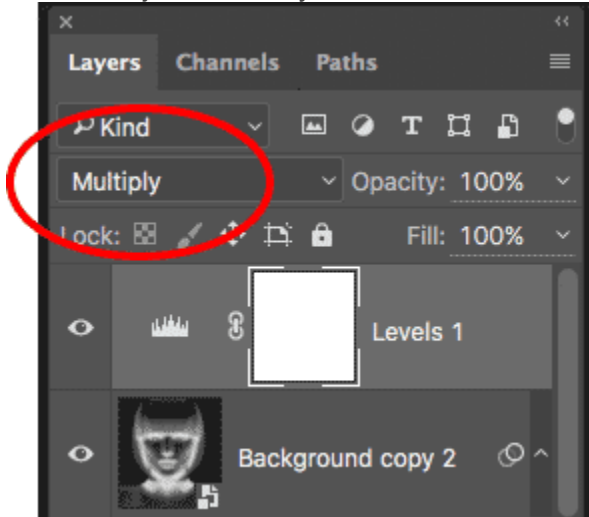 Layers Channels Paths
Kind
Multiply Opacity: 100%
Lock: Fill: 100%
Levels 1
Background copy 2